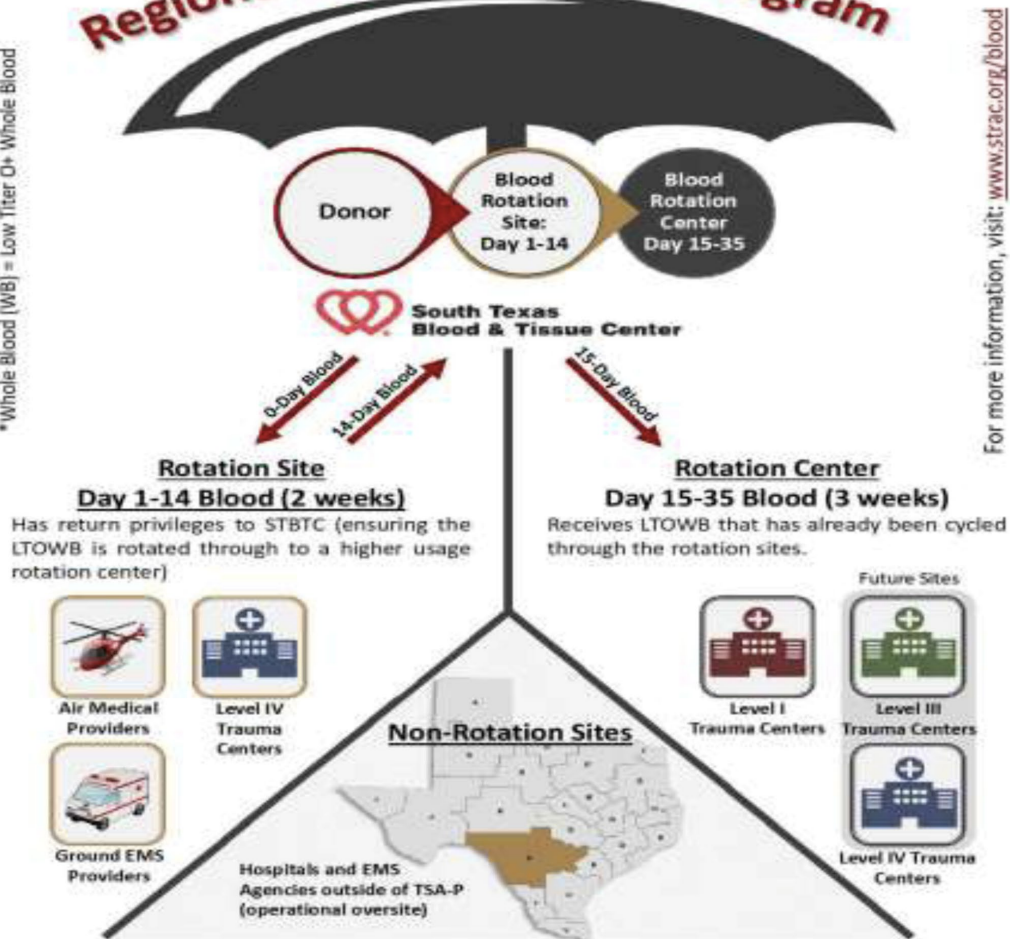 *Whole Blood (WB) = Low Titer O+ Whole Blood
For more information, visit: www.strac.org/blood
Donor
Blood
Rotation
Site:
Day 1-14
Blood
Rotation
Center
Day 15-35
South Texas
Blood & Tissue Center
0-Day Blood
14-Day Blood
15-Day Blood
Rotation Site
Day 1-14 Blood (2 weeks)
Has return privileges to STBTC (ensuring the
LTOWB is rotated through to a higher usage
rotation center)
Air Medical
Providers
Level IV
Trauma
Centers
Ground EMS
Providers
Rotation Center
Day 15-35 Blood (3 weeks)
Receives LTOWB that has already been cycled
through the rotation sites.
Future Sites
Level I
Trauma Centers
Level III
Trauma Centers
Level IV Trauma
Centers
Non-Rotation Sites
Hospitals and EMS
Agencies outside of TSA-P
(operational oversite)